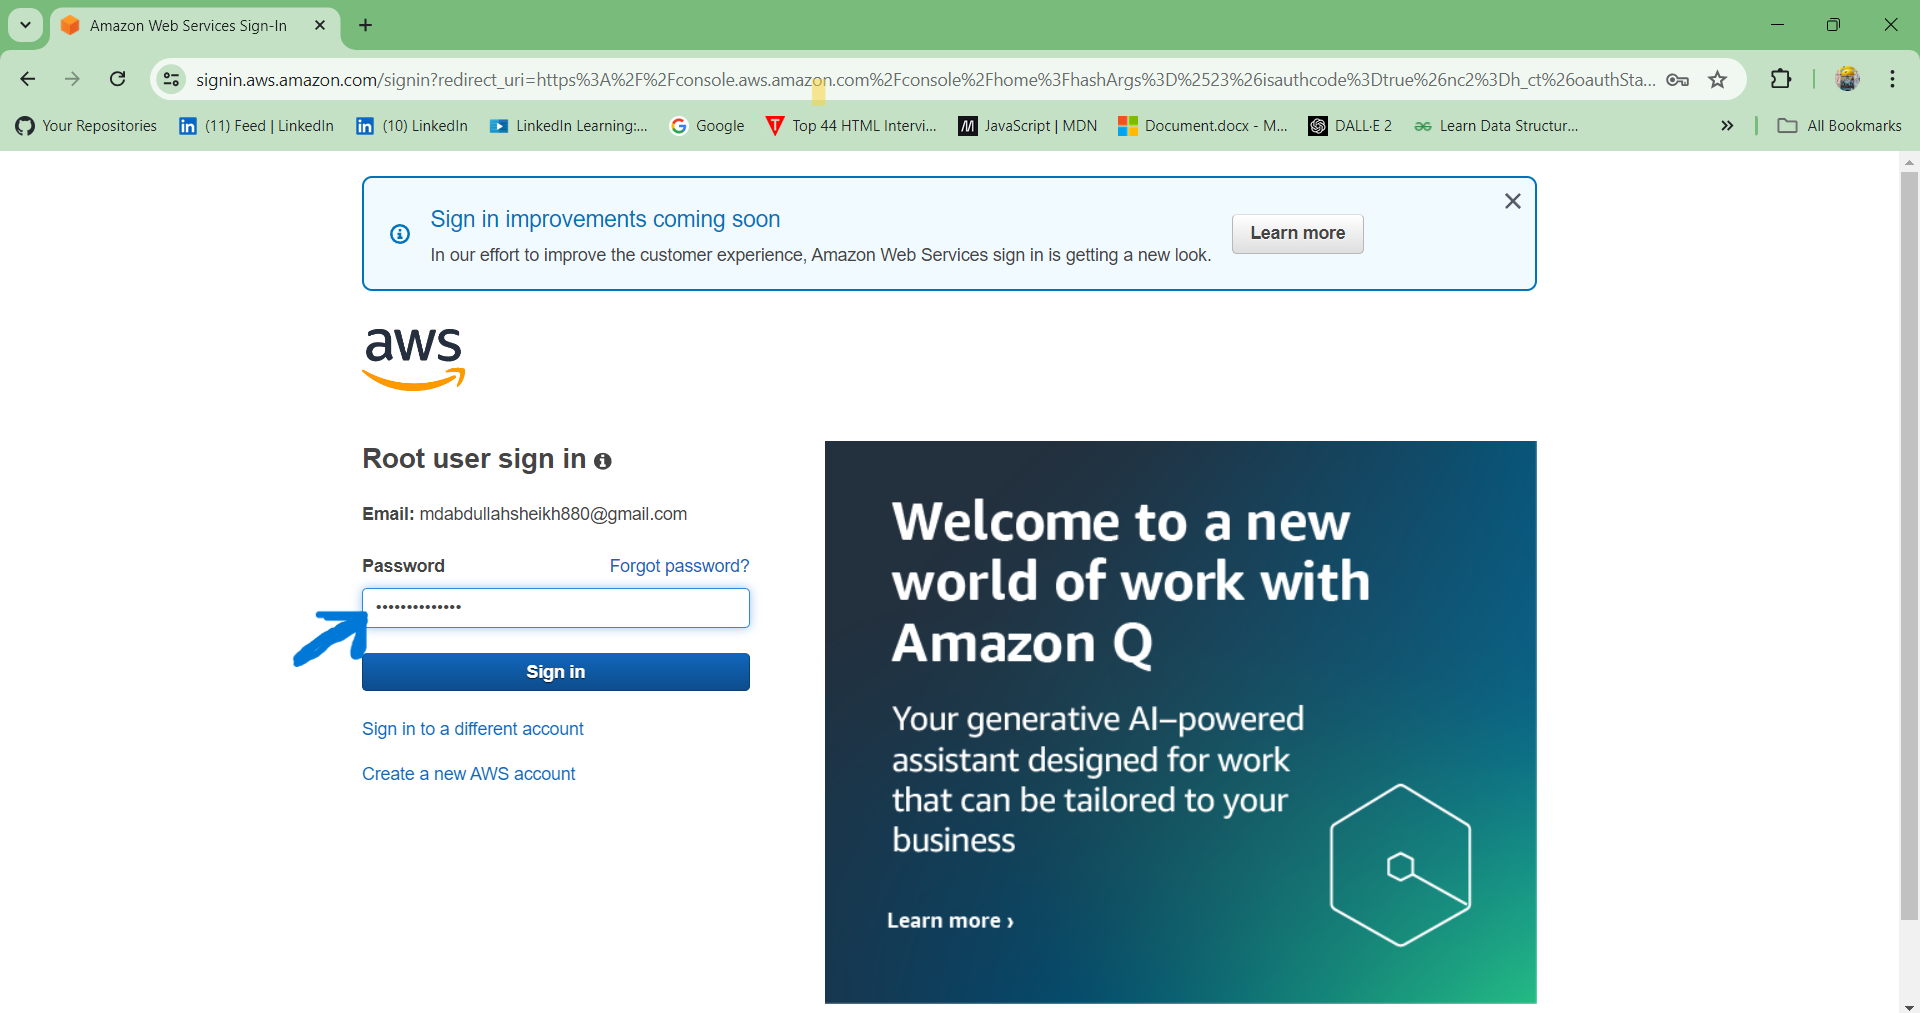 Amazon Web Services Sign-In
signin.aws.amazon.com/signin?redirect_uri=https%3A%2F%2Fconsole.aws.amazon.com%2Fconsole%2Fhome%3FhashArgs%3D%2523%26isauthcode%3Dtrue%26nc2%3Dh_ct%26oauthSta...
Your Repositories (11) Feed | LinkedIn (10) LinkedIn LinkedIn Learning:... Google Top 44 HTML Intervi... JavaScript | MDN Document.docx - M... DALL·E 2 Learn Data Structur... » All Bookmarks
Sign in improvements coming soon
In our effort to improve the customer experience, Amazon Web Services sign in is getting a new look.
Learn more
aws
Root user sign in
Email: mdabdullahsheikh880@gmail.com
Password Forgot password?
••••••••••••••
Sign in
Sign in to a different account
Create a new AWS account
Welcome to a new
world of work with
Amazon Q
Your generative AI–powered
assistant designed for work
that can be tailored to your
business
Learn more ›